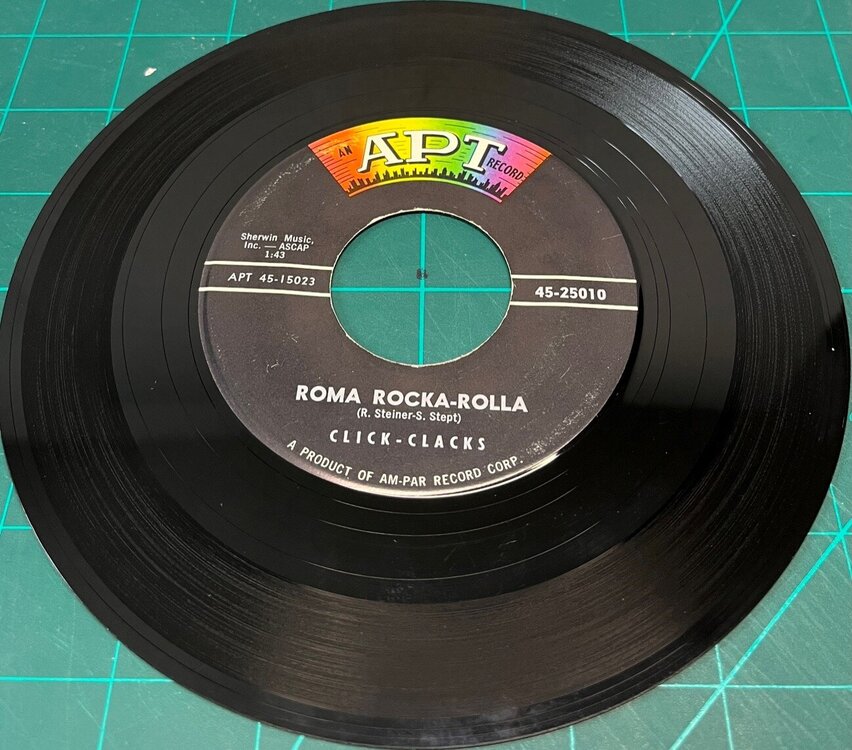 AN APT RECORD
Sherwin Music,
Inc. — ASCAP
1:43
APT 45-15023
45-25010
ROMA ROCKA-ROLLA
(R. Steiner-S. Stept)
CLICK-CLACKS
A PRODUCT OF AM-PAR RECORD CORP.